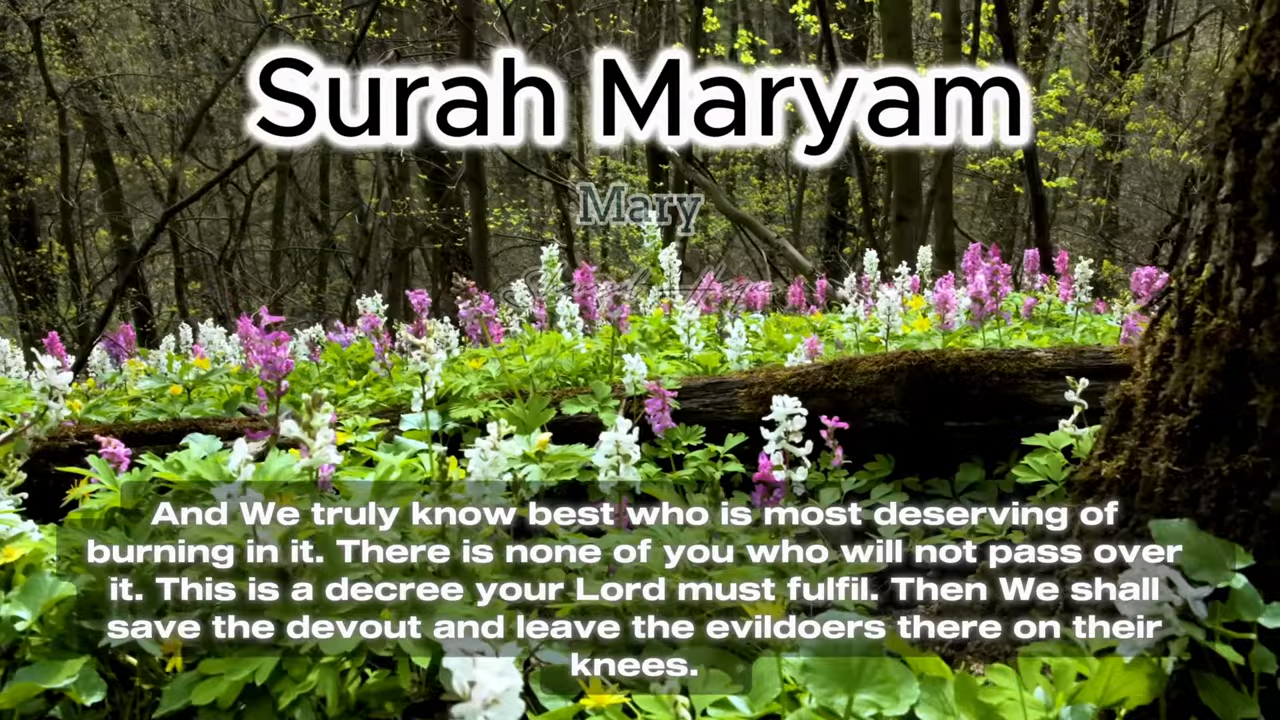 Surah Maryam
Mary
And We truly know best who is most deserving of
burning in it. There is none of you who will not pass over
it. This is a decree your Lord must fulfil. Then We shall
save the devout and leave the evildoers there on their
knees.